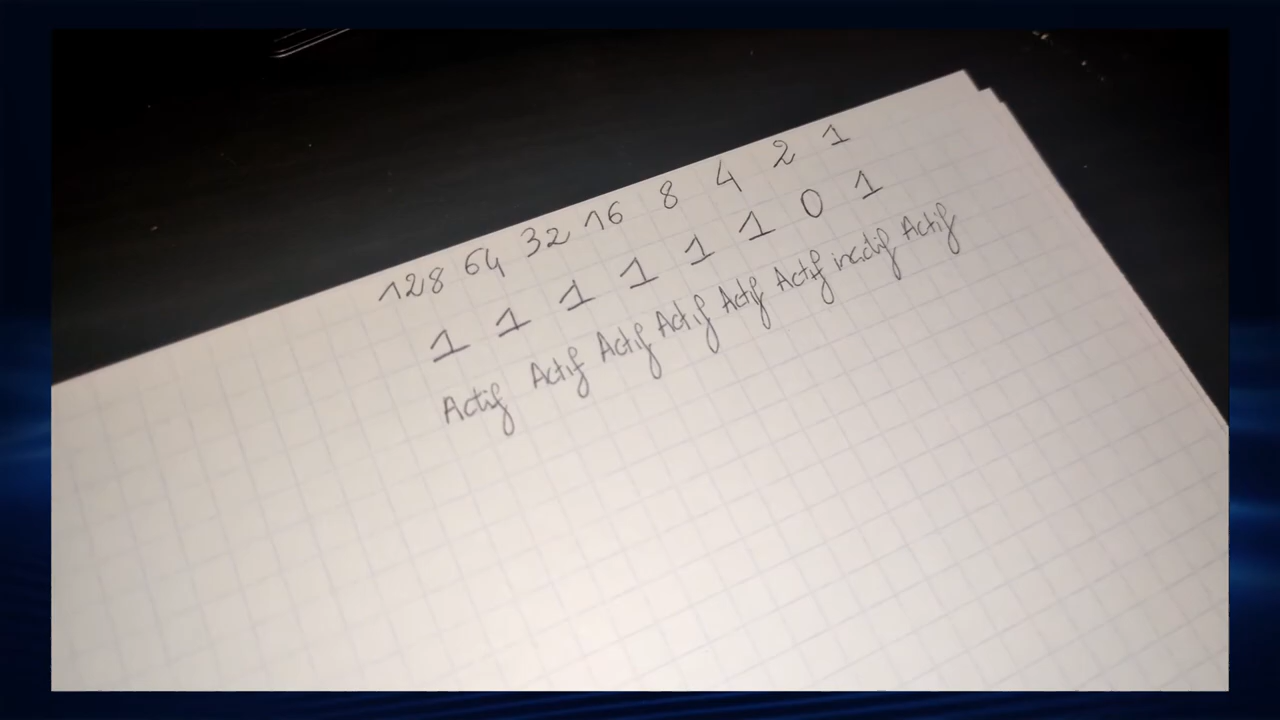 128 64 32 16 8 4 2 1
1 1 1 1 1 1 0 1
Actif Actif Actif Actif Actif Actif inactif Actif